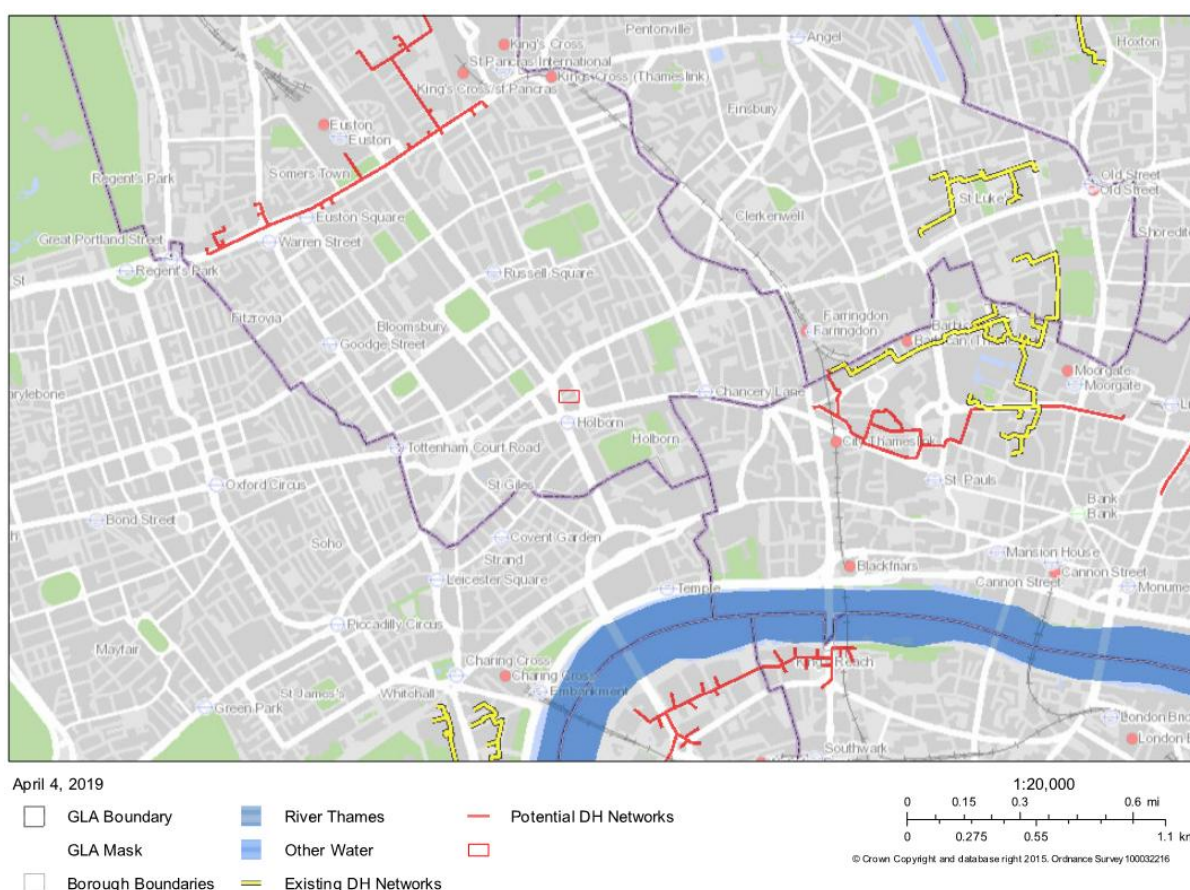 Pentonville
Angel
Hoxton
King's Cross
St Pancras International
King's Cross (Thameslink)
King's Cross/st Pancras
Finsbury
Euston
Euston
Somers Town
Regent's Park
Old Street
Old Street
St Luke's
Clerkenwell
Euston Square
Shoredit
Great Portland Street
Warren Street
Regent's Park
Russell Square
St
Fitzrovia
Bloomsbury
Farringdon
Farringdon
Goodge Street
Moorgate
Moorgate
arylebone
Chancery Lane
Holborn
Holborn
City Thameslink
Tottenham Court Road
Oxford Circus
St Giles
St Pauls
Bank
Bank
Bond Street
Soho
Covent Garden
Strand
Mansion House
Blackfriars
Cannon Street
Cannon Street
Leicester Square
Temple
Monume
Piccadilly Circus
Mayfair
Charing Cross
Charing Cross
St James's
Whitehall
Embankment
Green Park
London Bri
Southwark
London B
April 4, 2019
GLA Boundary
GLA Mask
Borough Boundaries
River Thames
Other Water
Existing DH Networks
Potential DH Networks
1:20,000
0 0.15 0.3 0.6 mi
0 0.275 0.55 1.1 km
© Crown Copyright and database right 2015. Ordnance Survey 100032216